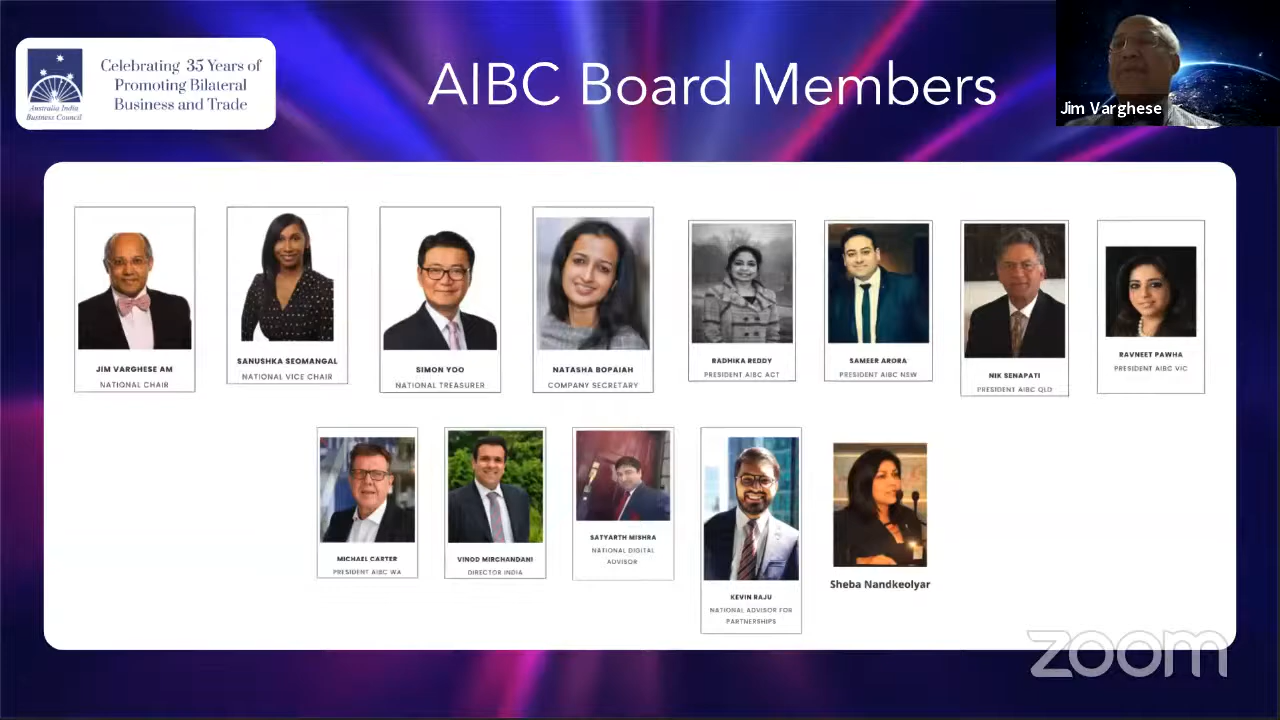 Celebrating 35 Years of
Promoting Bilateral
Business and Trade
Australia India
Business Council
AIBC Board Members
Jim Varghese
JIM VARGHESE AM
NATIONAL CHAIR
SANUSHKA SEOMANGAL
NATIONAL VICE CHAIR
SIMON YOO
NATIONAL TREASURER
NATASHA BOPAIAH
COMPANY SECRETARY
RADHIKA REDDY
PRESIDENT AIBC ACT
SAMEER ARORA
PRESIDENT AIBC NSW
NIK SENAPATI
PRESIDENT AIBC QLD
RAVNEET PAWHA
PRESIDENT AIBC VIC
MICHAEL CARTER
PRESIDENT AIBC WA
VINOD MIRCHANDANI
DIRECTOR INDIA
SATYARTH MISHRA
NATIONAL DIGITAL
ADVISOR
KEVIN RAJU
NATIONAL ADVISOR FOR
PARTNERSHIPS
Sheba Nandkeolyar
zoom